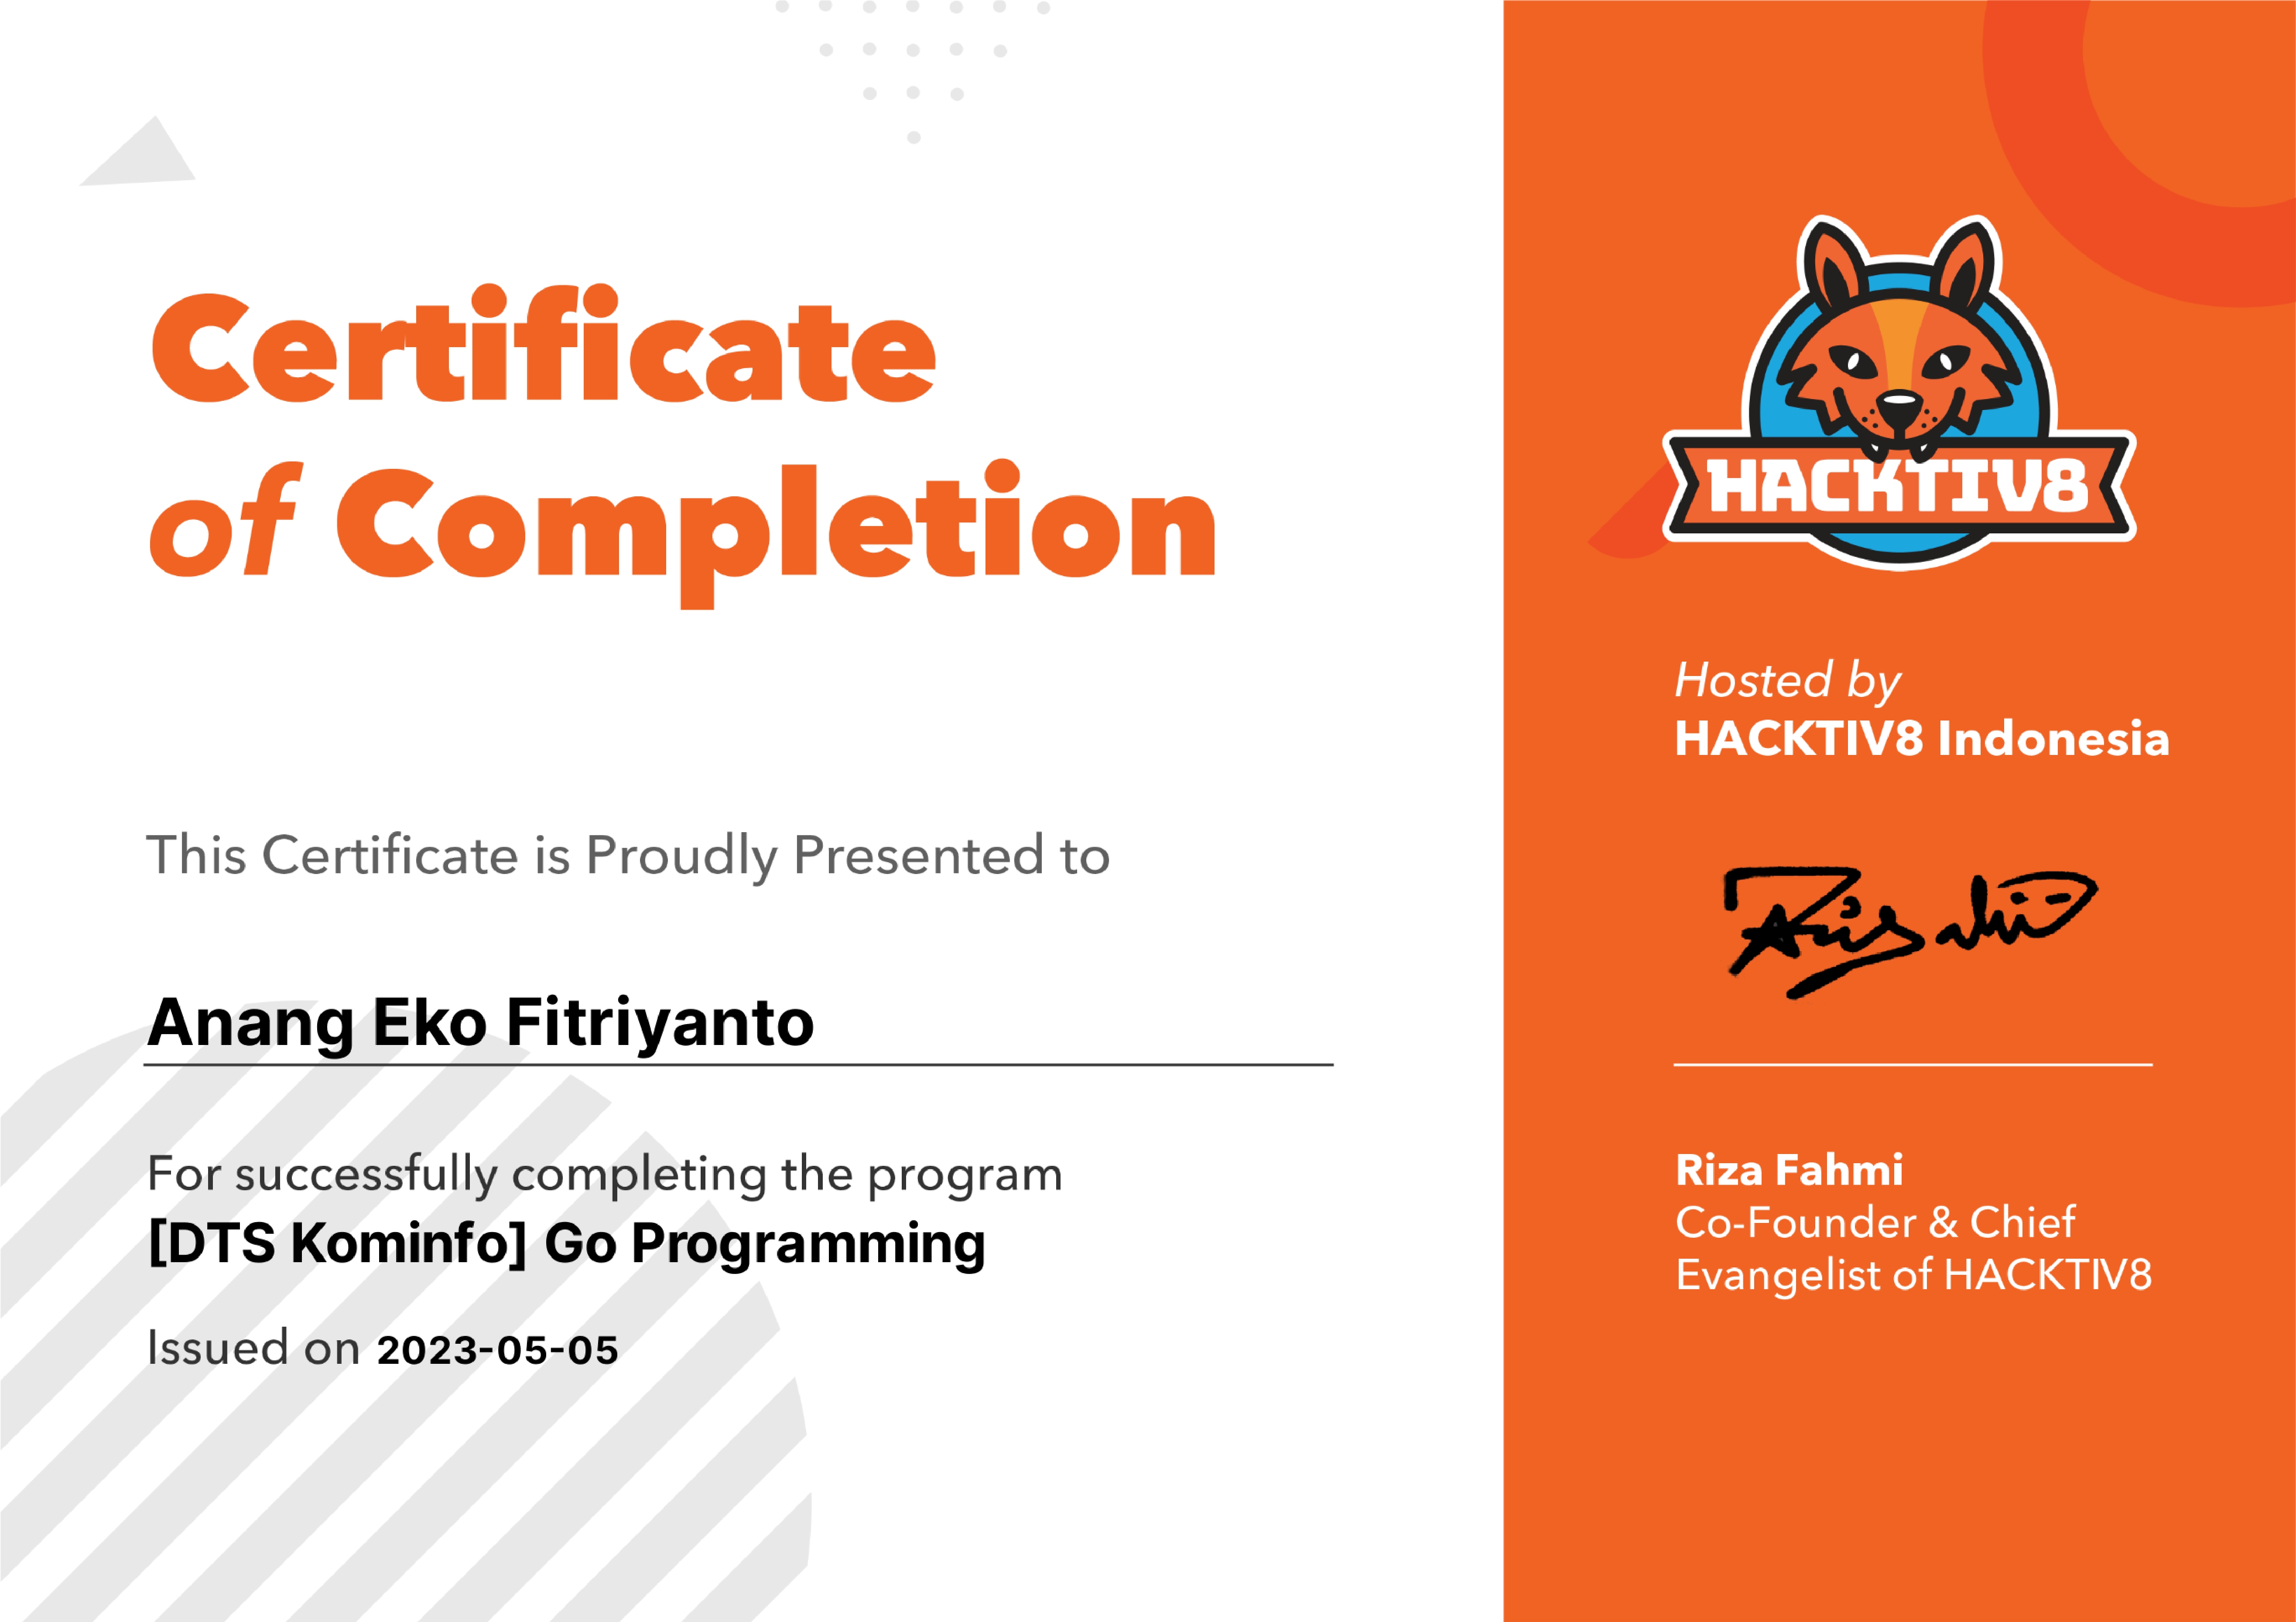 Certificate
of Completion
This Certificate is Proudly Presented to
Anang Eko Fitriyanto
For successfully completing the program
[DTS Kominfo] Go Programming
Issued on 2023-05-05
HACKTIV8
Hosted by
HACKTIV8 Indonesia
Riza Fahmi
Co-Founder & Chief
Evangelist of HACKTIV8